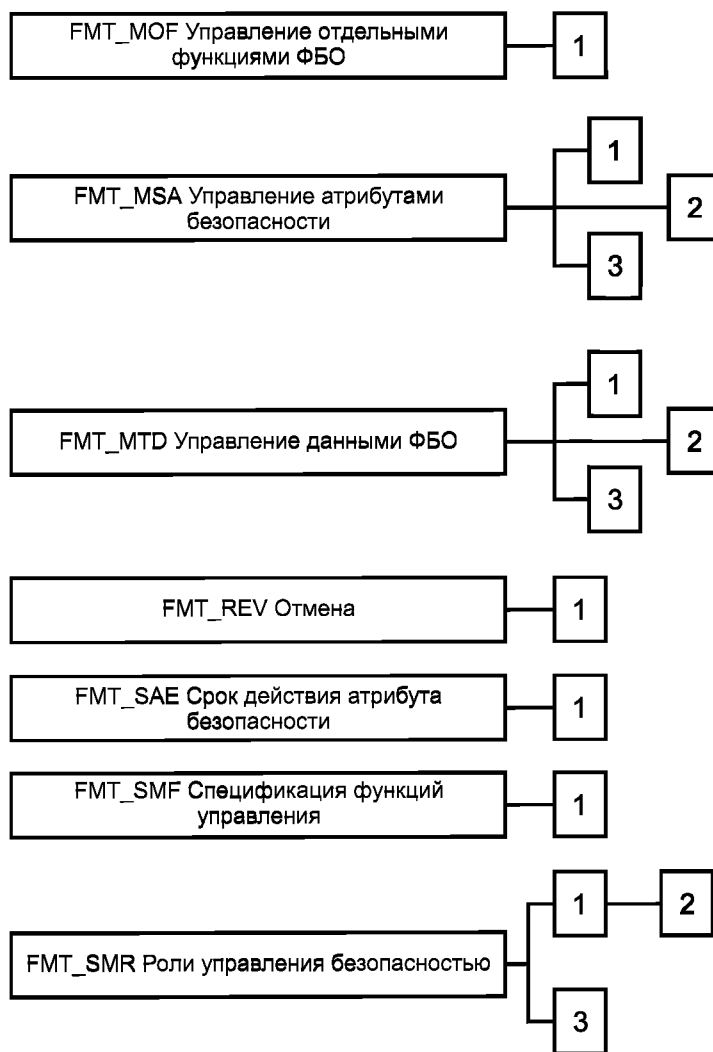 FMT_MOF Управление отдельными
функциями ФБО
1
1
FMT_MSA Управление атрибутами
безопасности
2
3
1
FMT_MTD Управление данными ФБО
2
3
FMT_REV Отмена
1
FMT_SAE Срок действия атрибута
безопасности
1
FMT_SMF Спецификация функций
управления
1
1
2
FMT_SMR Роли управления безопасностью
3